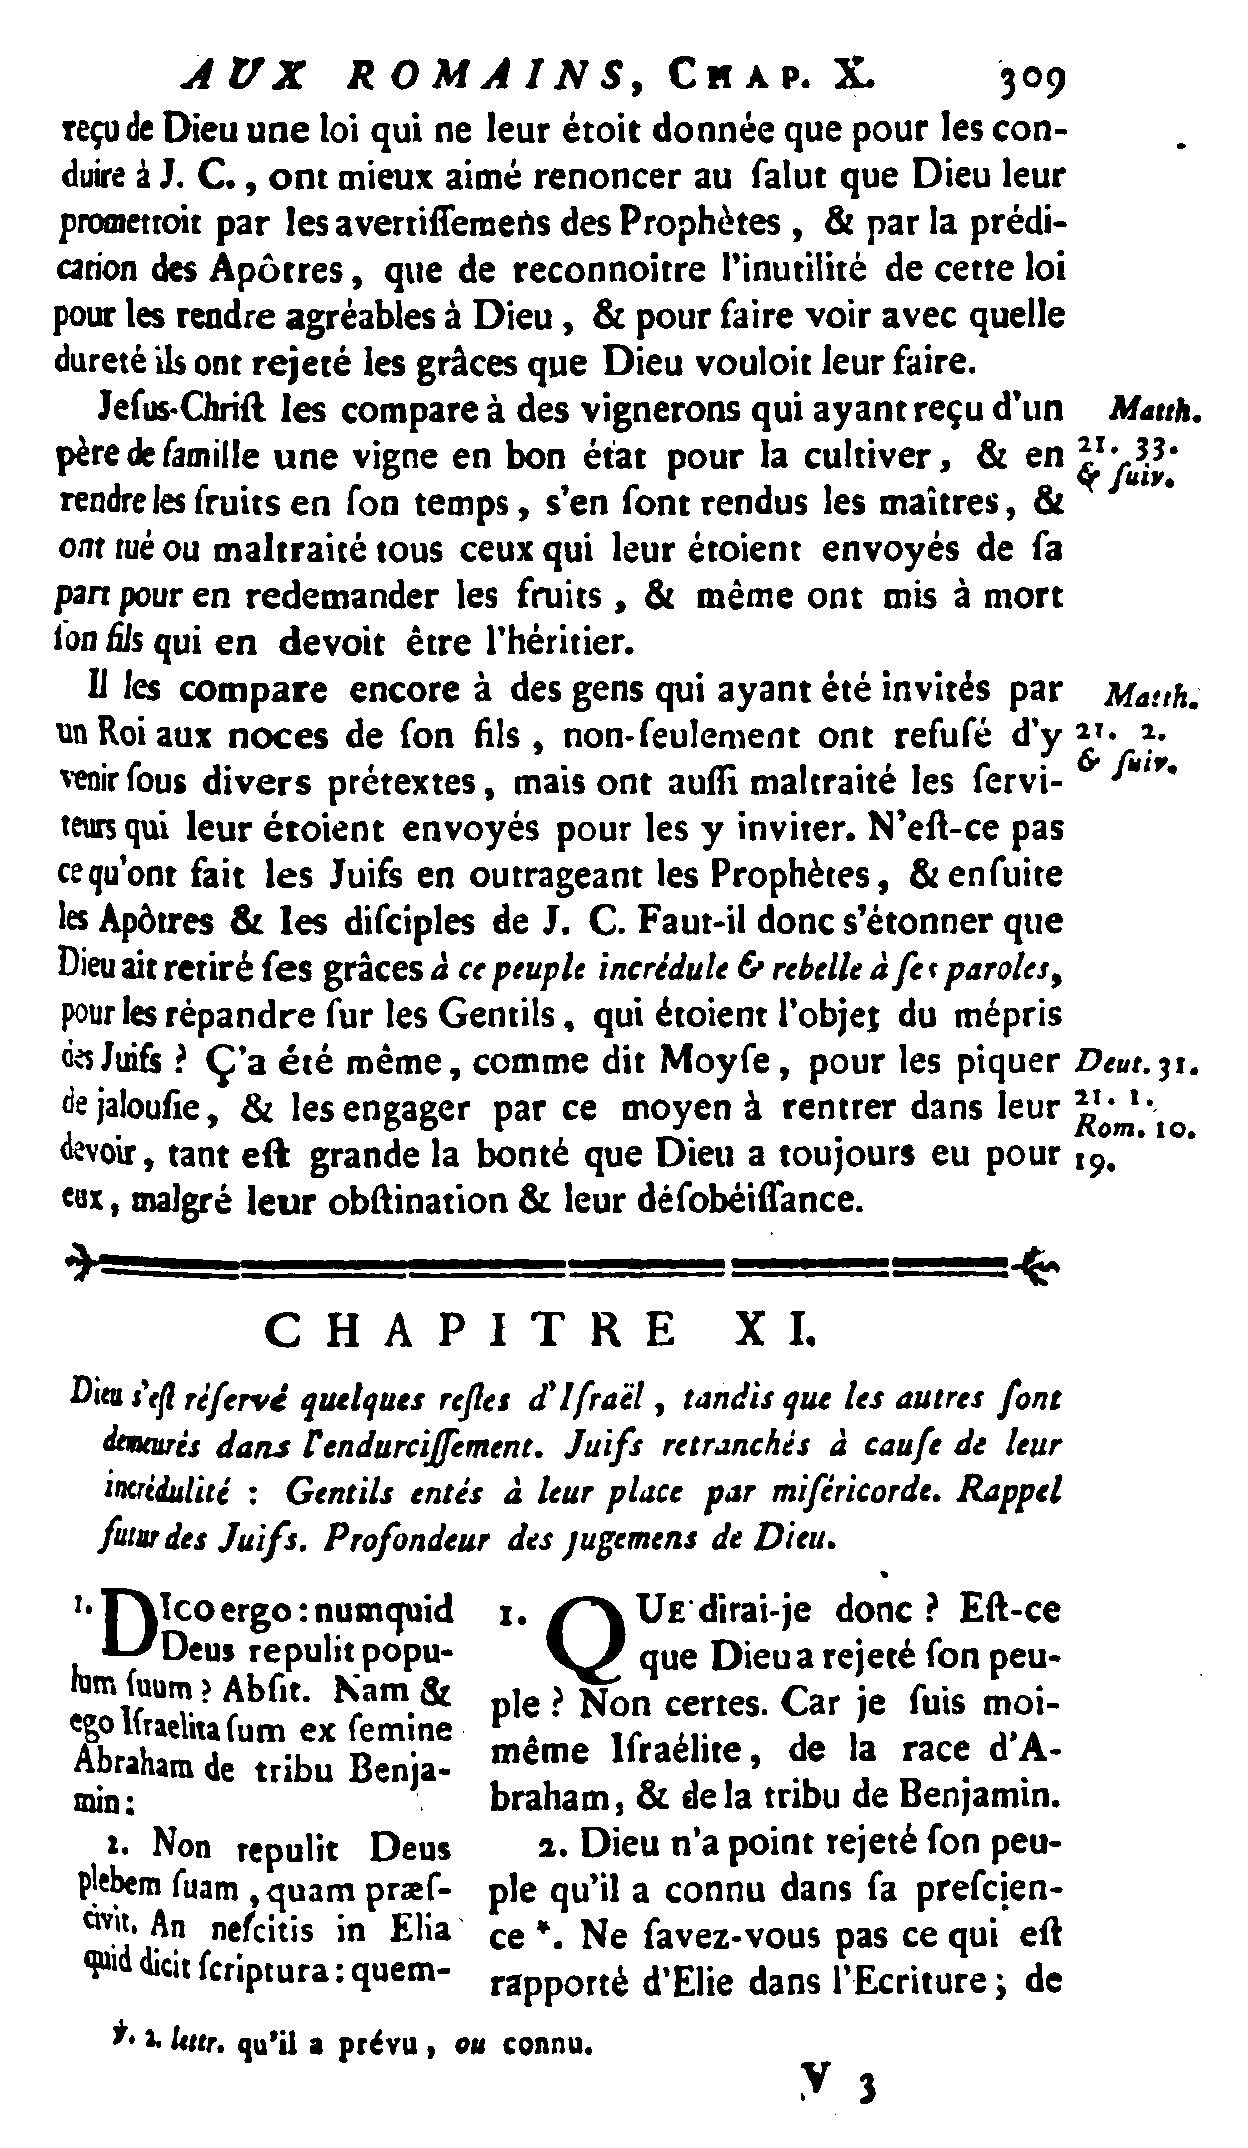 AUX ROMAINS, CHAP. X. 309
reçu de Dieu une loi qui ne leur étoit donnée que pour les con-
duire à J. C., ont mieux aimé renoncer au ſalut que Dieu leur
promettoit par les avertiſſemens des Prophètes, & par la prédi-
cation des Apôtres, que de reconnoitre l'inutilité de cette loi
pour les rendre agréables à Dieu, & pour faire voir avec quelle
dureté ils ont rejeté les grâces que Dieu vouloit leur faire.
Jeſus-Chriſt les compare à des vignerons qui ayant reçu d'un
père de famille une vigne en bon état pour la cultiver, & en
rendre les fruits en ſon temps, s'en ſont rendus les maîtres, &
ont tué ou maltraité tous ceux qui leur étoient envoyés de ſa
part pour en redemander les fruits, & même ont mis à mort
ſon fils qui en devoit être l'héritier.
Matth.
21. 33.
& ſuiv.
Il les compare encore à des gens qui ayant été invités par
un Roi aux noces de ſon fils, non-ſeulement ont refuſé d'y
venir ſous divers prétextes, mais ont auſſi maltraité les ſervi-
teurs qui leur étoient envoyés pour les y inviter. N'eſt-ce pas
ce qu'ont fait les Juifs en outrageant les Prophètes, & enſuite
les Apôtres & les diſciples de J. C. Faut-il donc s'étonner que
Dieu ait retiré ſes grâces à ce peuple incrédule & rebelle à ſes paroles,
pour les répandre ſur les Gentils, qui étoient l'objet du mépris
des Juifs ? Ç'a été même, comme dit Moyſe, pour les piquer
de jalouſie, & les engager par ce moyen à rentrer dans leur
devoir, tant eſt grande la bonté que Dieu a toujours eu pour
eux, malgré leur obſtination & leur déſobéiſſance.
Matth.
21. 2.
& ſuiv.
Deut. 31.
21. 1.
Rom. 10.
19.
CHAPITRE XI.
Dieu s'eſt réſervé quelques reſtes d'Iſraël, tandis que les autres ſont
demeurés dans l'endurciſſement. Juifs retranchés à cauſe de leur
incrédulité : Gentils entés à leur place par miſéricorde. Rappel
futur des Juifs. Profondeur des jugemens de Dieu.
1. DIco ergo : numquid
Deus repulit popu-
lum ſuum ? Abſit. Nam &
ego Iſraelita ſum ex ſemine
Abraham de tribu Benja-
min :
2. Non repulit Deus
plebem ſuam, quam præſ-
civit. An neſcitis in Elia
quid dicit ſcriptura : quem-
1. QUE dirai-je donc ? Eſt-ce
que Dieu a rejeté ſon peu-
ple ? Non certes. Car je ſuis moi-
même Iſraélite, de la race d'A-
braham, & de la tribu de Benjamin.
2. Dieu n'a point rejeté ſon peu-
ple qu'il a connu dans ſa preſcien-
ce *. Ne ſavez-vous pas ce qui eſt
rapporté d'Elie dans l'Ecriture ; de
℣. 2. lettr. qu'il a prévu, ou connu.
V 3